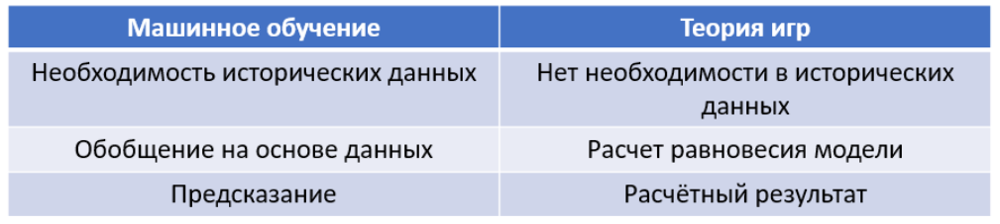 Машинное обучение
Теория игр
Необходимость исторических данных
Нет необходимости в исторических
данных
Обобщение на основе данных
Расчет равновесия модели
Предсказание
Расчётный результат